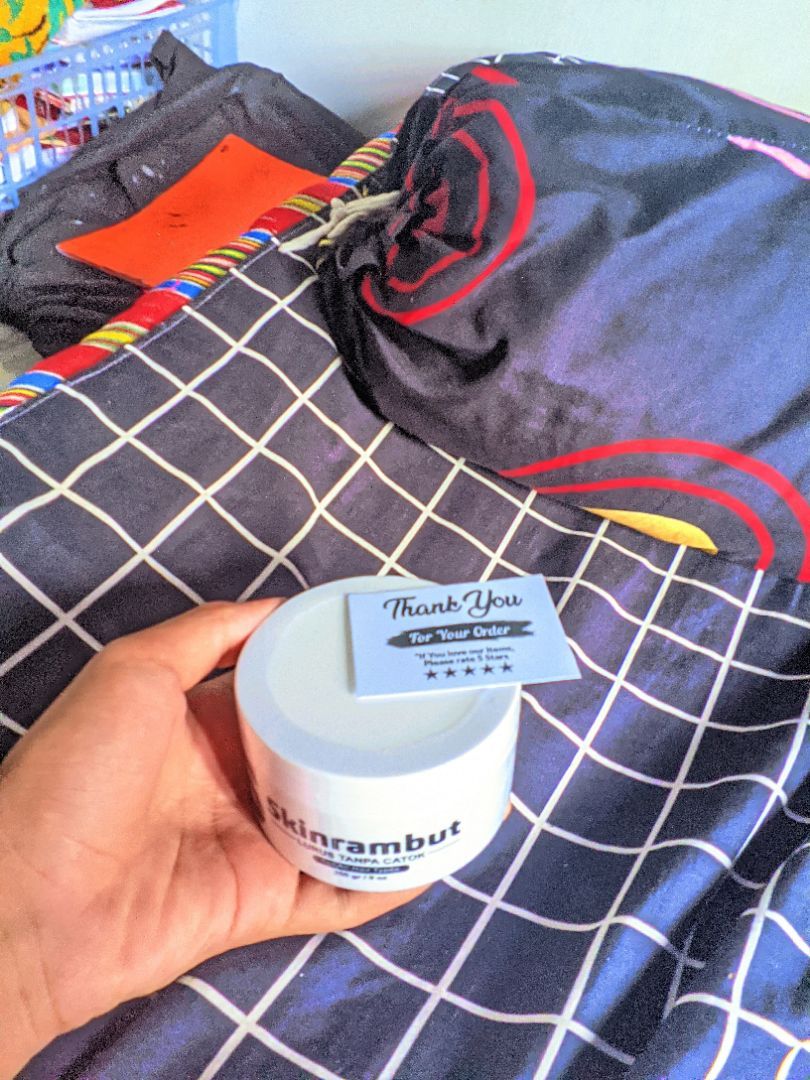 Thank You
For Your Order
"If You love our items,
Please rate 5 Stars
Skinrambut
LURUS TANPA CATOK